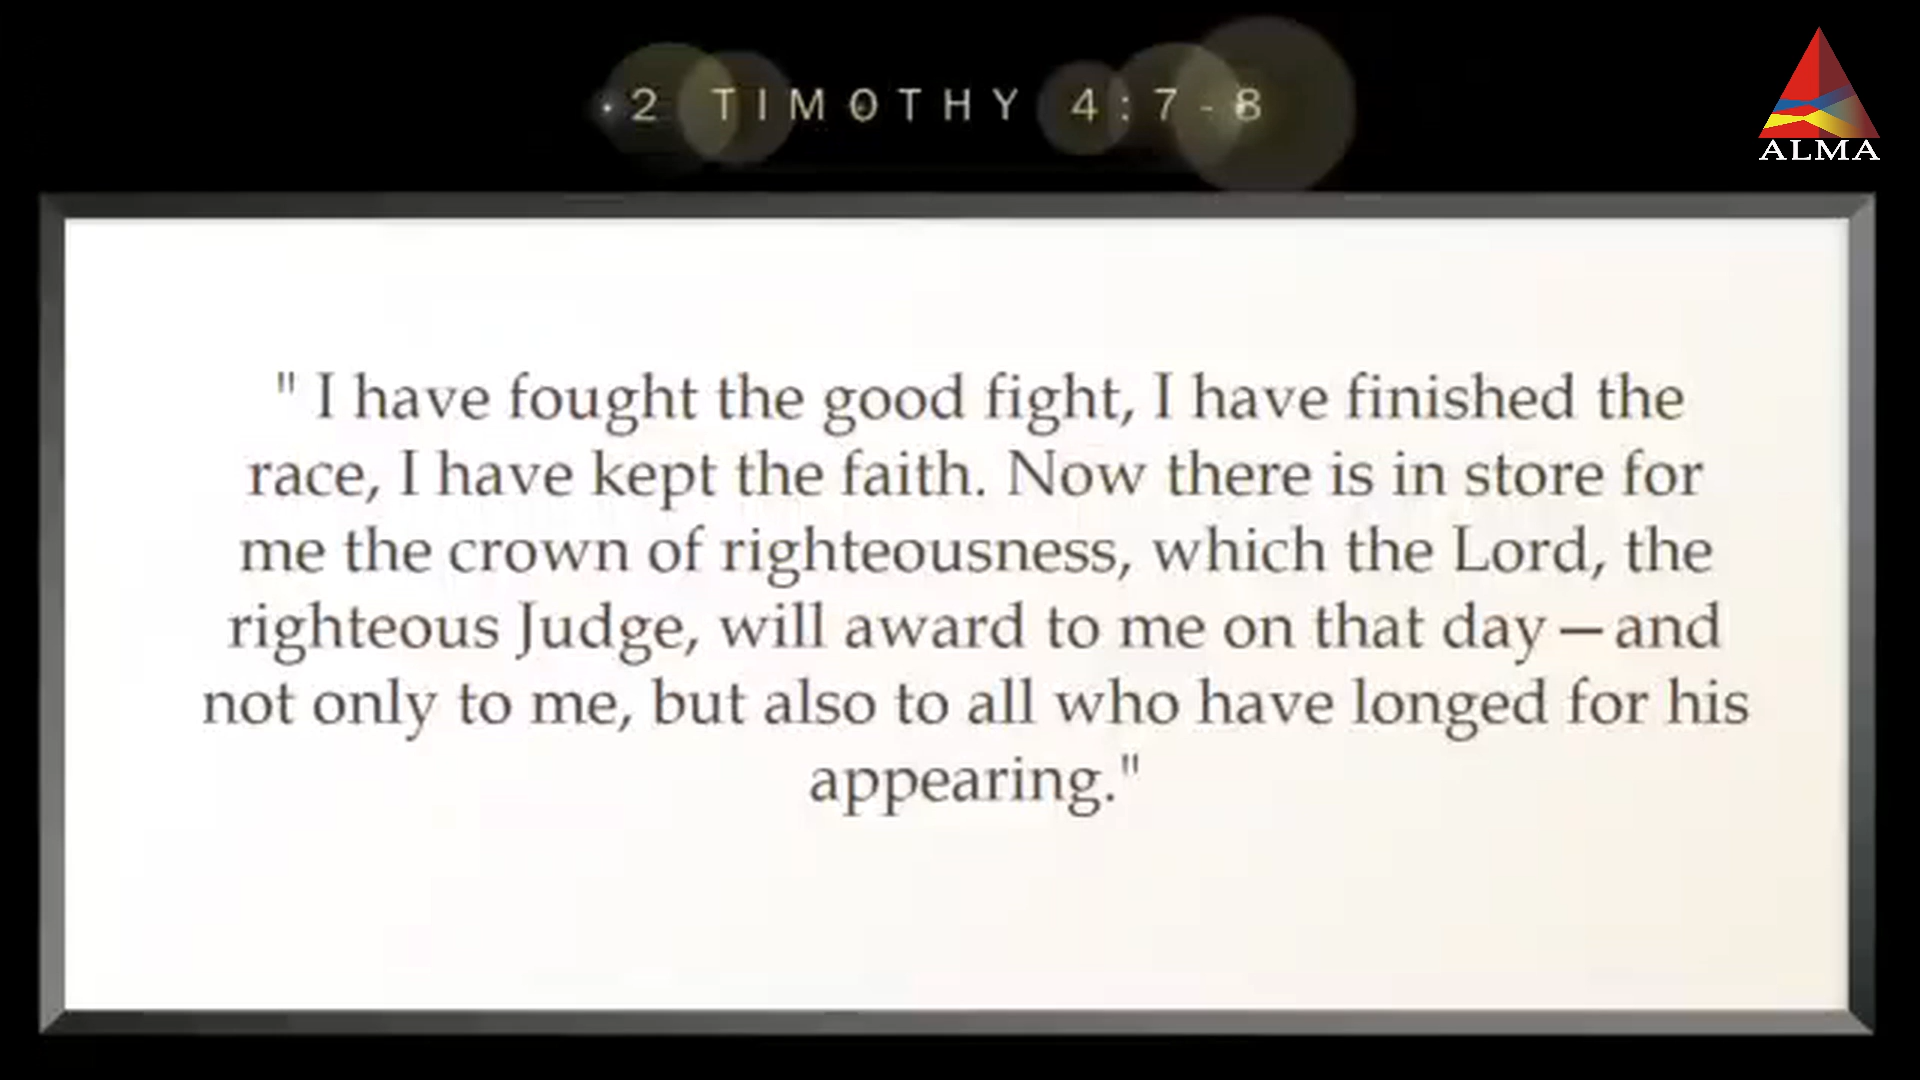 2 TIMOTHY 4:7-8
ALMA
" I have fought the good fight, I have finished the
race, I have kept the faith. Now there is in store for
me the crown of righteousness, which the Lord, the
righteous Judge, will award to me on that day—and
not only to me, but also to all who have longed for his
appearing."